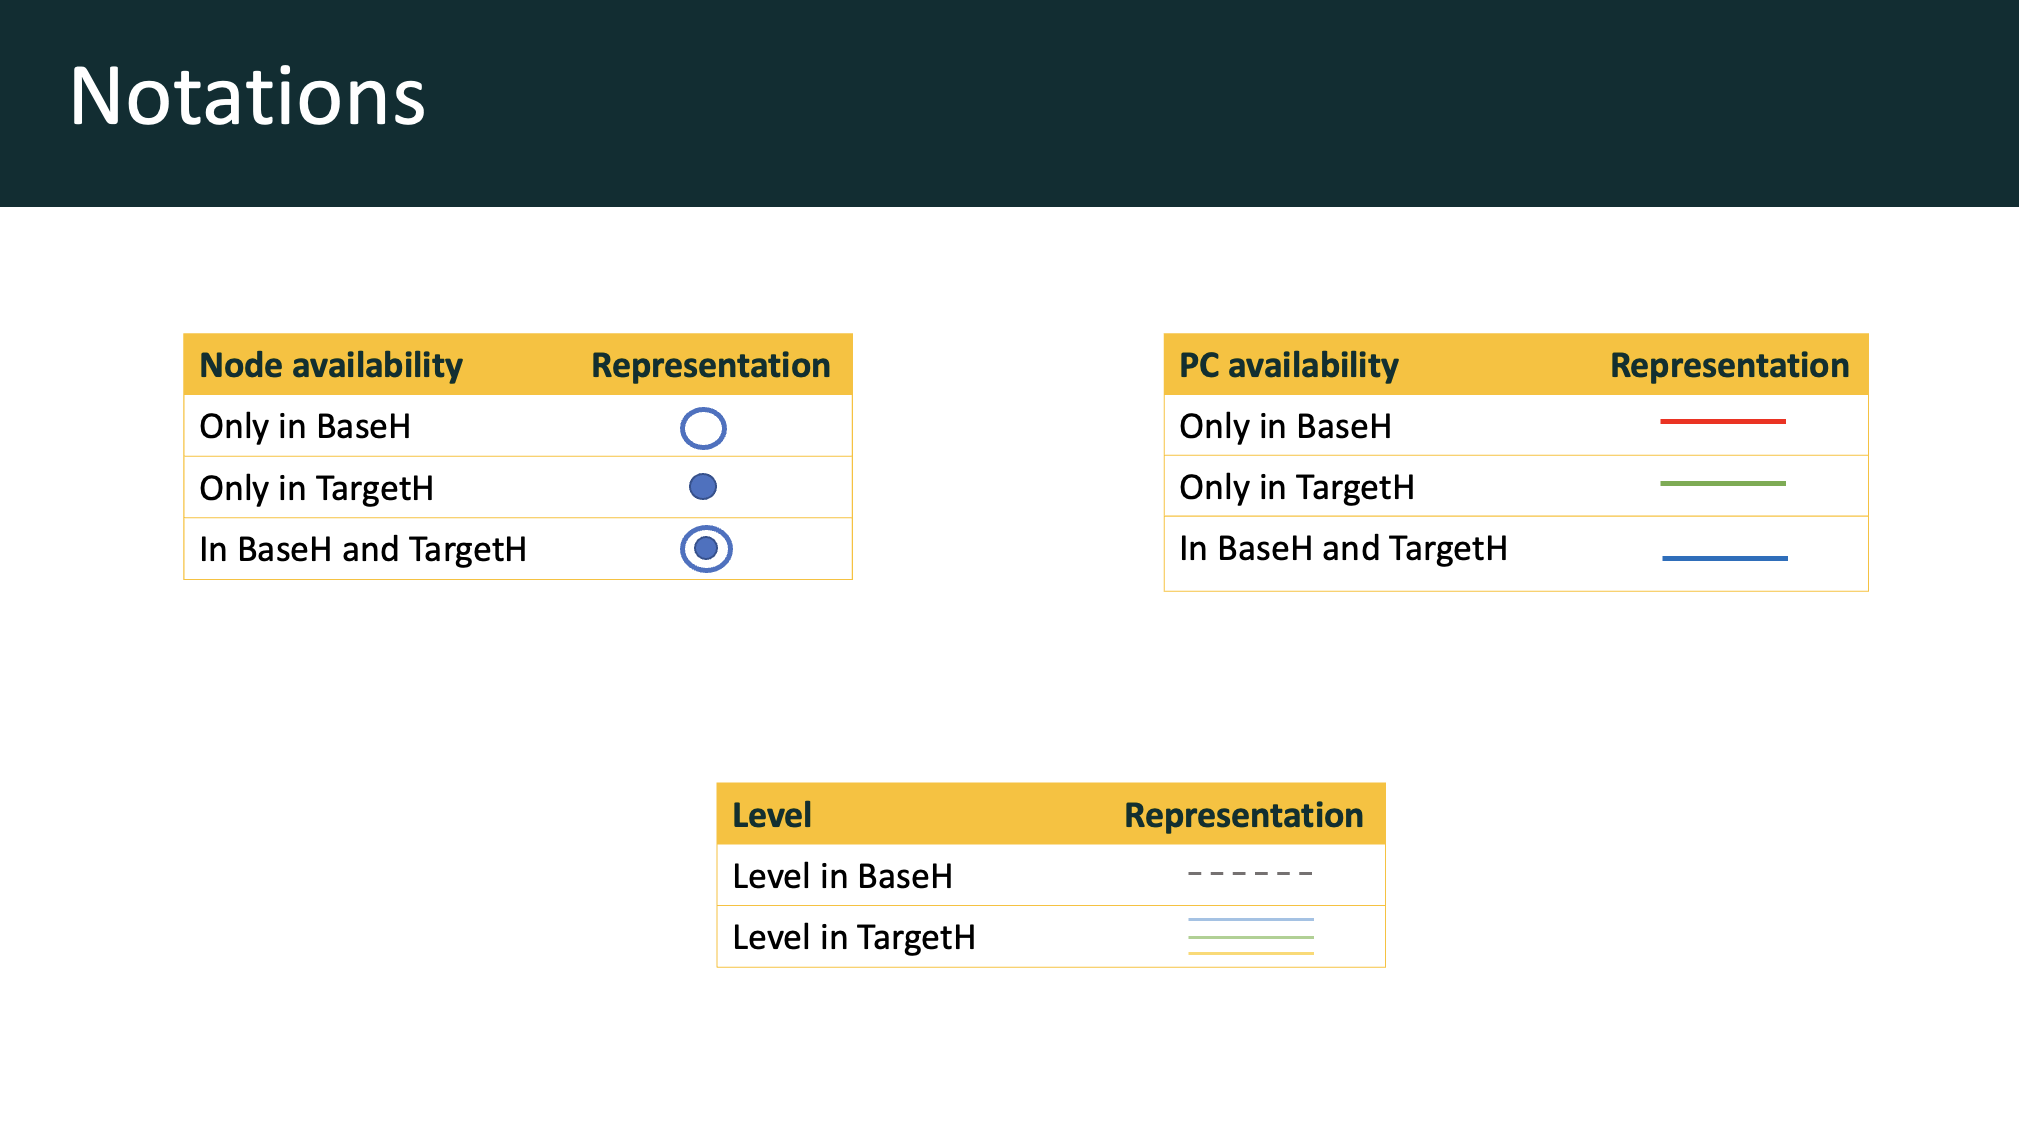 Notations
Node availability Representation
Only in BaseH
Only in TargetH
In BaseH and TargetH
PC availability Representation
Only in BaseH
Only in TargetH
In BaseH and TargetH
Level Representation
Level in BaseH
Level in TargetH